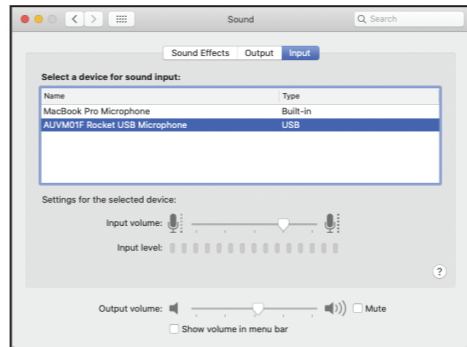 Sound
Search
Sound Effects Output Input
Select a device for sound input:
Name Type
MacBook Pro Microphone Built-in
AUVM01F Rocket USB Microphone USB
Settings for the selected device:
Input volume:
Input level:
?
Output volume: Mute
Show volume in menu bar